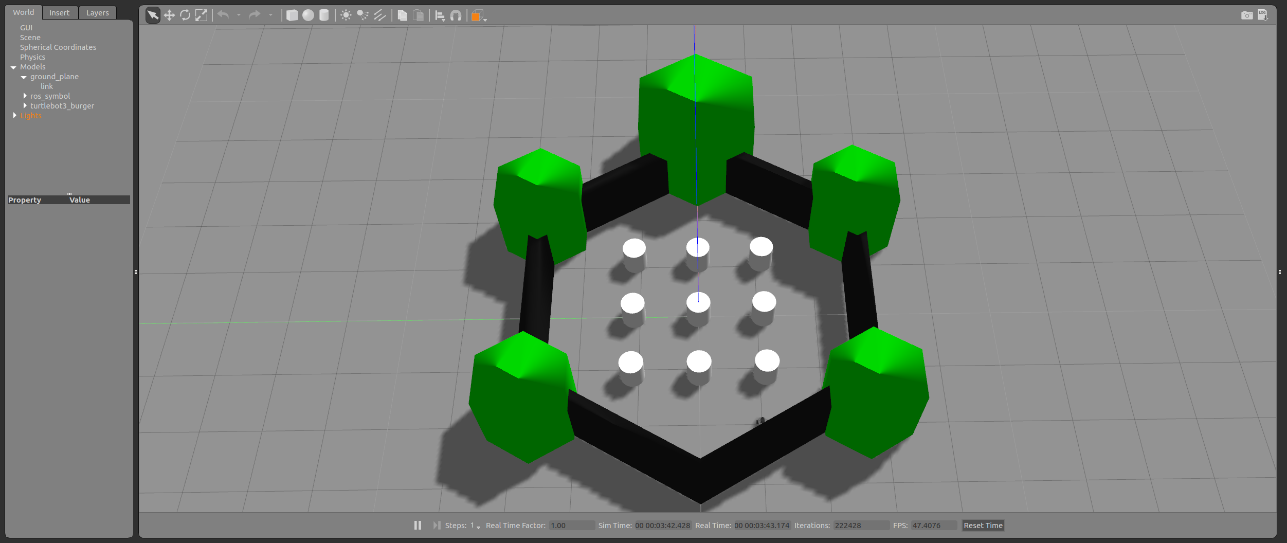 World Insert Layers
GUI
Scene
Spherical Coordinates
Physics
Models
ground_plane
link
ros_symbol
turtlebot3_burger
Lights
Property Value
Steps: 1 Real Time Factor: 1.00 Sim Time: 00 00:03:42.428 Real Time: 00 00:03:43.174 Iterations: 222428 FPS: 47.4076 Reset Time